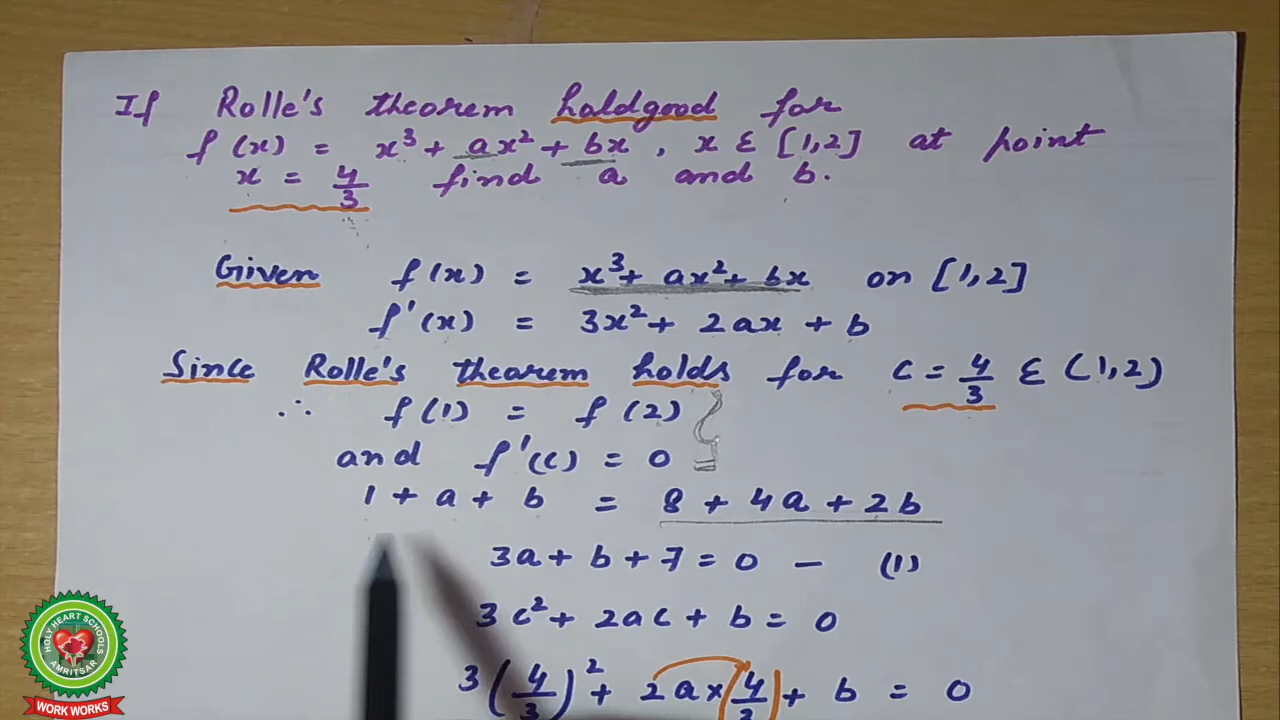 If Rolle's theorem holdgood for
f(x) = x³ + ax² + bx , x ε [1,2] at point
x = 4/3 find a and b.
Given f(x) = x³ + ax² + bx on [1,2]
f'(x) = 3x² + 2ax + b
Since Rolle's theorem holds for c = 4/3 ε (1,2)
∴ f(1) = f(2)
and f'(c) = 0
1 + a + b = 8 + 4a + 2b
3a + b + 7 = 0 — (1)
3c² + 2ac + b = 0
3(4/3)² + 2a×(4/3) + b = 0
HOLY HEART SCHOOLS
AMRITSAR
WORK WORKS